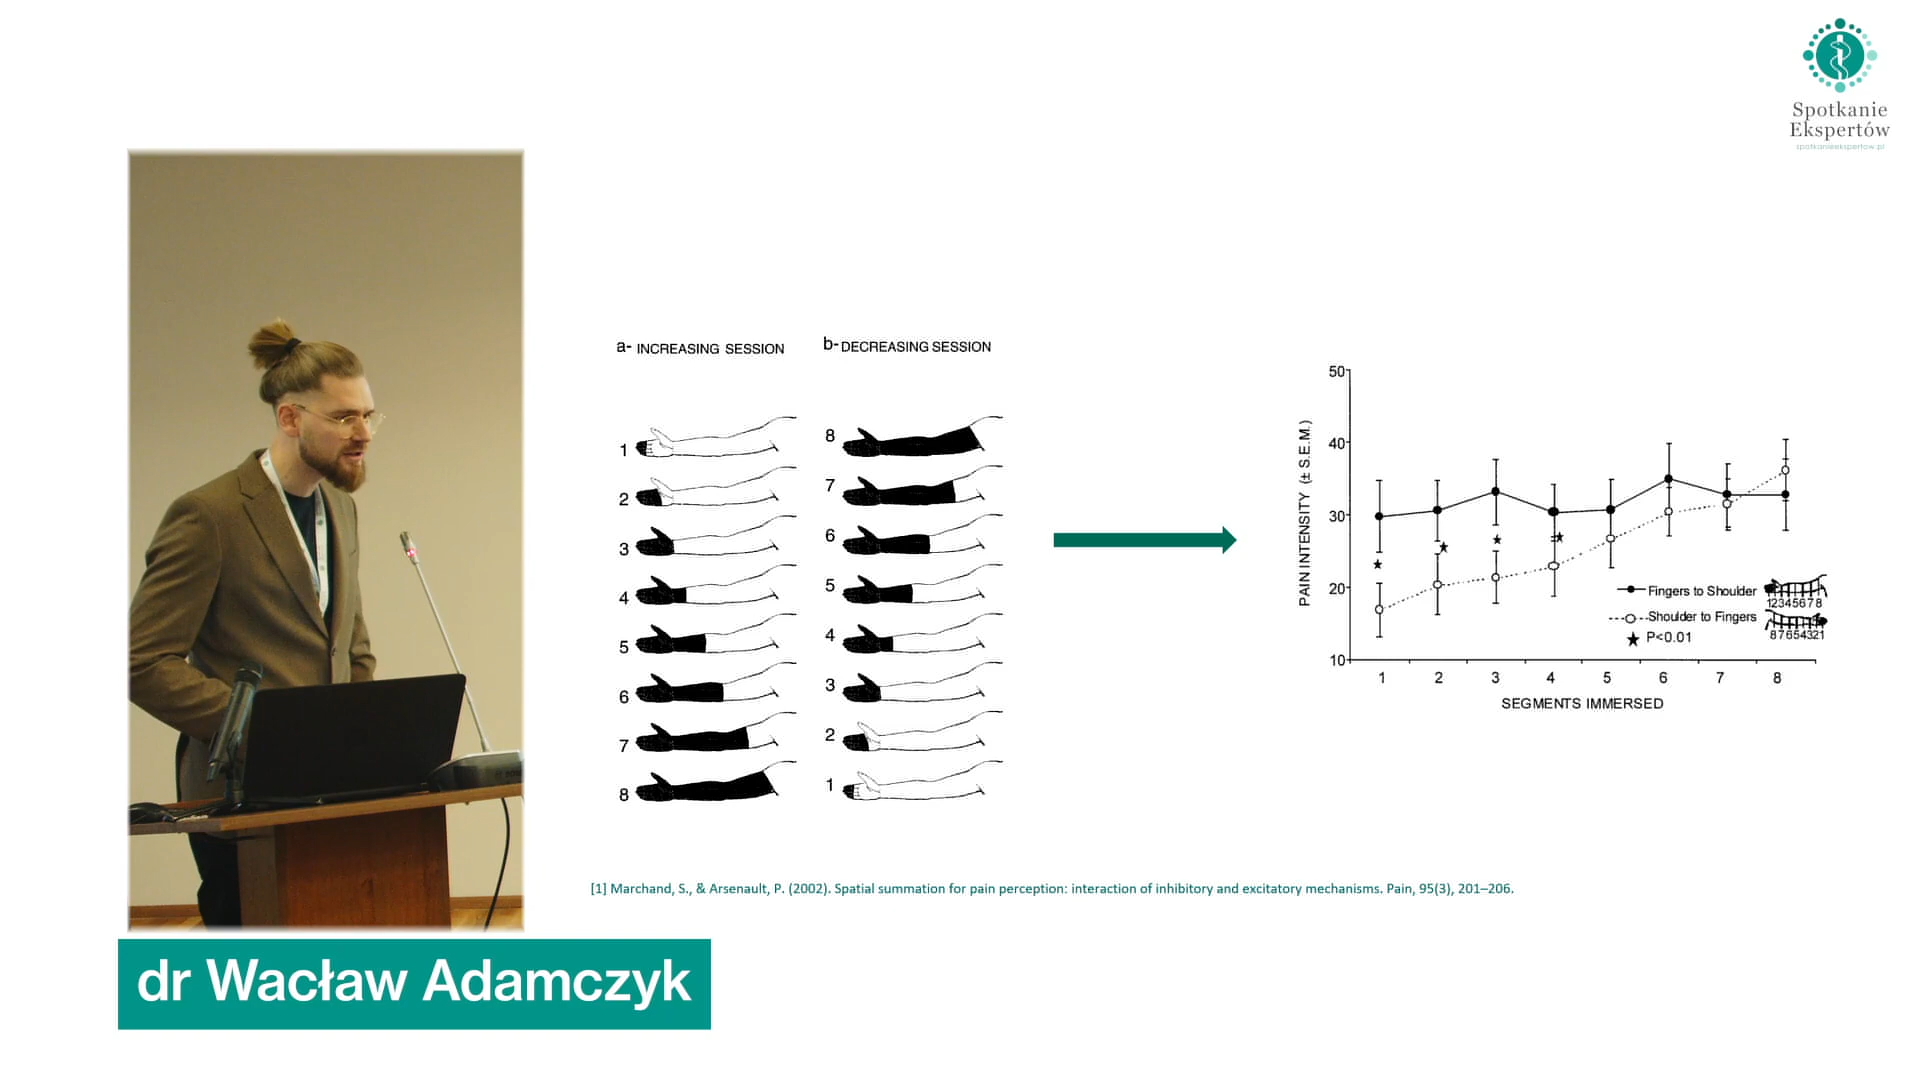 Spotkanie
Ekspertów
spotkanieekspertow.pl
a- INCREASING SESSION
1
2
3
4
5
6
7
8
b- DECREASING SESSION
8
7
6
5
4
3
2
1
PAIN INTENSITY (± S.E.M.)
50
40
30
20
10
Fingers to Shoulder
12345678
Shoulder to Fingers
87654321
P<0.01
1 2 3 4 5 6 7 8
SEGMENTS IMMERSED
[1] Marchand, S., & Arsenault, P. (2002). Spatial summation for pain perception: interaction of inhibitory and excitatory mechanisms. Pain, 95(3), 201–206.
dr Wacław Adamczyk